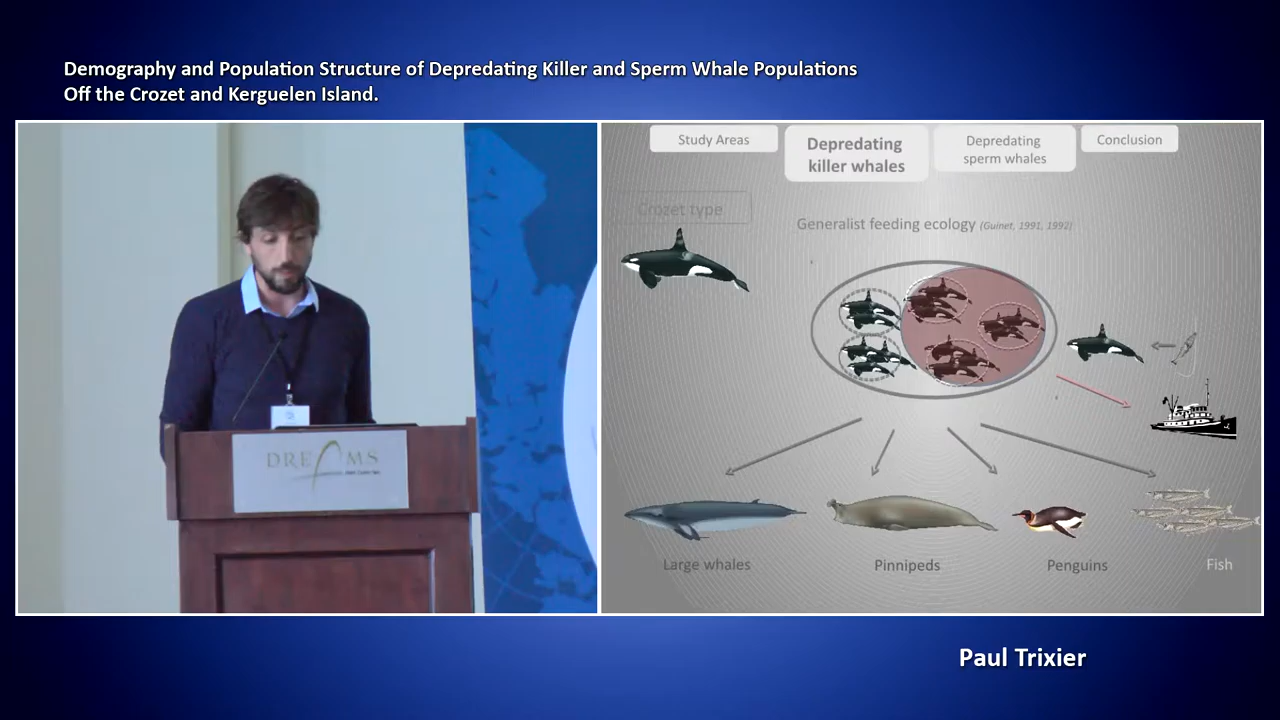 Demography and Population Structure of Depredating Killer and Sperm Whale Populations
Off the Crozet and Kerguelen Island.
Study Areas
Depredating
killer whales
Depredating
sperm whales
Conclusion
Crozet type
Generalist feeding ecology (Guinet, 1991, 1992)
DREAMS
Large whales
Pinnipeds
Penguins
Fish
Paul Trixier